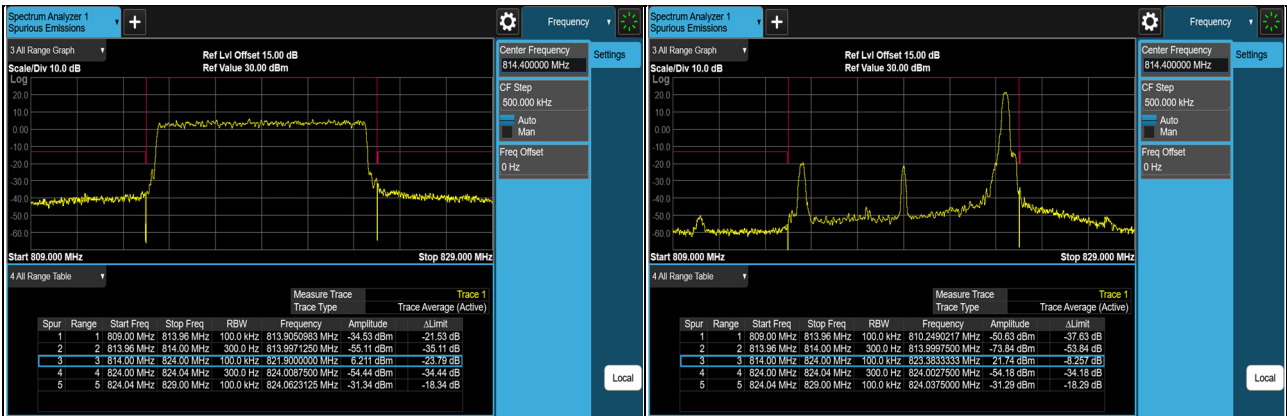 Spectrum Analyzer 1
Spurious Emissions
Frequency
3 All Range Graph
Ref Lvl Offset 15.00 dB
Scale/Div 10.0 dB
Ref Value 30.00 dBm
Log
20.0
10.0
0.00
-10.0
-20.0
-30.0
-40.0
-50.0
-60.0
Start 809.000 MHz
Stop 829.000 MHz
Center Frequency
814.400000 MHz
Settings
CF Step
500.000 kHz
Auto
Man
Freq Offset
0 Hz
Local
4 All Range Table
Measure Trace Trace 1
Trace Type Trace Average (Active)
Spur Range Start Freq Stop Freq RBW Frequency Amplitude ΔLimit
1 1 809.00 MHz 813.96 MHz 100.0 kHz 813.9050983 MHz -34.53 dBm -21.53 dB
2 2 813.96 MHz 814.00 MHz 300.0 Hz 813.9971250 MHz -55.11 dBm -35.11 dB
3 3 814.00 MHz 824.00 MHz 100.0 kHz 821.9000000 MHz 6.211 dBm -23.79 dB
4 4 824.00 MHz 824.04 MHz 300.0 Hz 824.0087500 MHz -54.44 dBm -34.44 dB
5 5 824.04 MHz 829.00 MHz 100.0 kHz 824.0623125 MHz -31.34 dBm -18.34 dB
Spectrum Analyzer 1
Spurious Emissions
Frequency
3 All Range Graph
Ref Lvl Offset 15.00 dB
Scale/Div 10.0 dB
Ref Value 30.00 dBm
Log
20.0
10.0
0.00
-10.0
-20.0
-30.0
-40.0
-50.0
-60.0
Start 809.000 MHz
Stop 829.000 MHz
Center Frequency
814.400000 MHz
Settings
CF Step
500.000 kHz
Auto
Man
Freq Offset
0 Hz
Local
4 All Range Table
Measure Trace Trace 1
Trace Type Trace Average (Active)
Spur Range Start Freq Stop Freq RBW Frequency Amplitude ΔLimit
1 1 809.00 MHz 813.96 MHz 100.0 kHz 810.2490217 MHz -50.63 dBm -37.63 dB
2 2 813.96 MHz 814.00 MHz 300.0 Hz 813.9997500 MHz -73.84 dBm -53.84 dB
3 3 814.00 MHz 824.00 MHz 100.0 kHz 823.3833333 MHz 21.74 dBm -8.257 dB
4 4 824.00 MHz 824.04 MHz 300.0 Hz 824.0027500 MHz -54.18 dBm -34.18 dB
5 5 824.04 MHz 829.00 MHz 100.0 kHz 824.0375000 MHz -31.29 dBm -18.29 dB